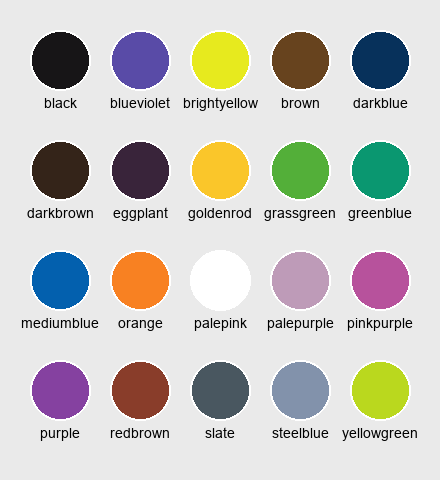 black blueviolet brightyellow brown darkblue
darkbrown eggplant goldenrod grassgreen greenblue
mediumblue orange palepink palepurple pinkpurple
purple redbrown slate steelblue yellowgreen